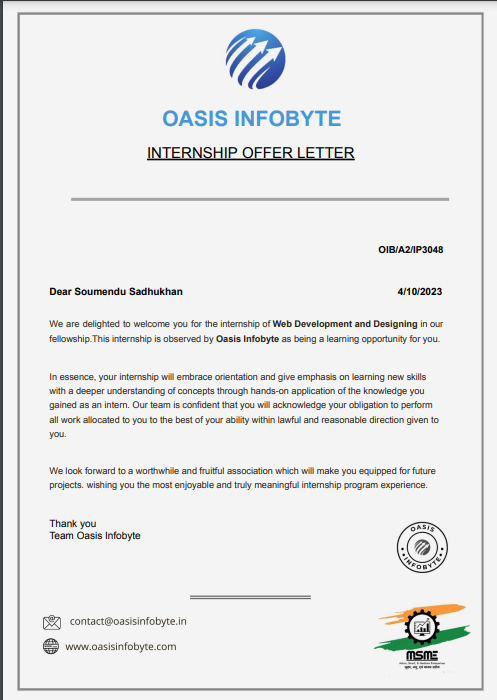 OASIS INFOBYTE
INTERNSHIP OFFER LETTER
OIB/A2/IP3048
Dear Soumendu Sadhukhan 4/10/2023
We are delighted to welcome you for the internship of Web Development and Designing in our
fellowship.This internship is observed by Oasis Infobyte as being a learning opportunity for you.
In essence, your internship will embrace orientation and give emphasis on learning new skills
with a deeper understanding of concepts through hands-on application of the knowledge you
gained as an intern. Our team is confident that you will acknowledge your obligation to perform
all work allocated to you to the best of your ability within lawful and reasonable direction given to
you.
We look forward to a worthwhile and fruitful association which will make you equipped for future
projects. wishing you the most enjoyable and truly meaningful internship program experience.
Thank you
Team Oasis Infobyte
OASIS
INFOBYTE
contact@oasisinfobyte.in
www.oasisinfobyte.com
MSME